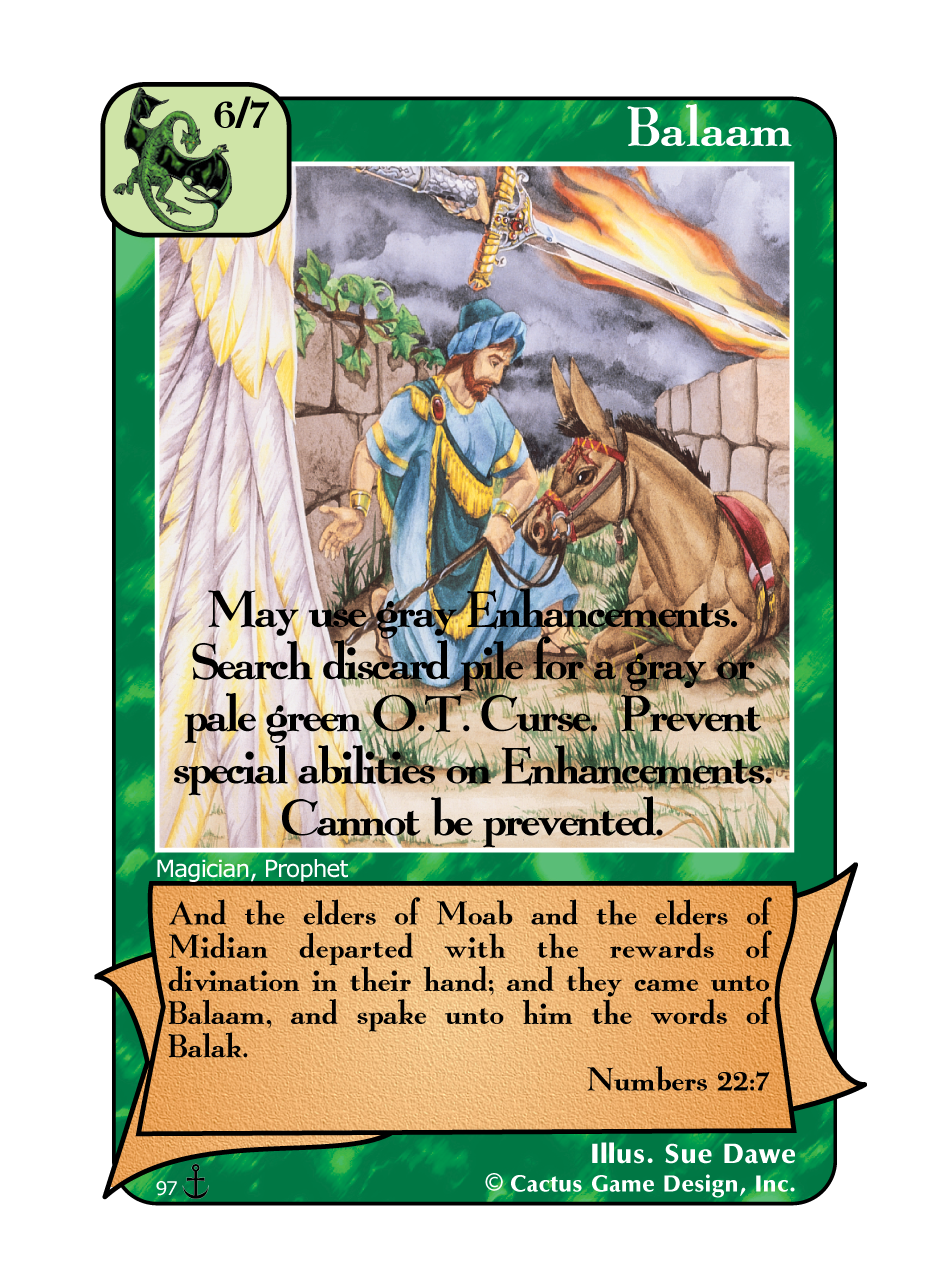 6/7
Balaam
May use gray Enhancements.
Search discard pile for a gray or
pale green O.T. Curse. Prevent
special abilities on Enhancements.
Cannot be prevented.
Magician, Prophet
And the elders of Moab and the elders of
Midian departed with the rewards of
divination in their hand; and they came unto
Balaam, and spake unto him the words of
Balak.
Numbers 22:7
Illus. Sue Dawe
97
© Cactus Game Design, Inc.